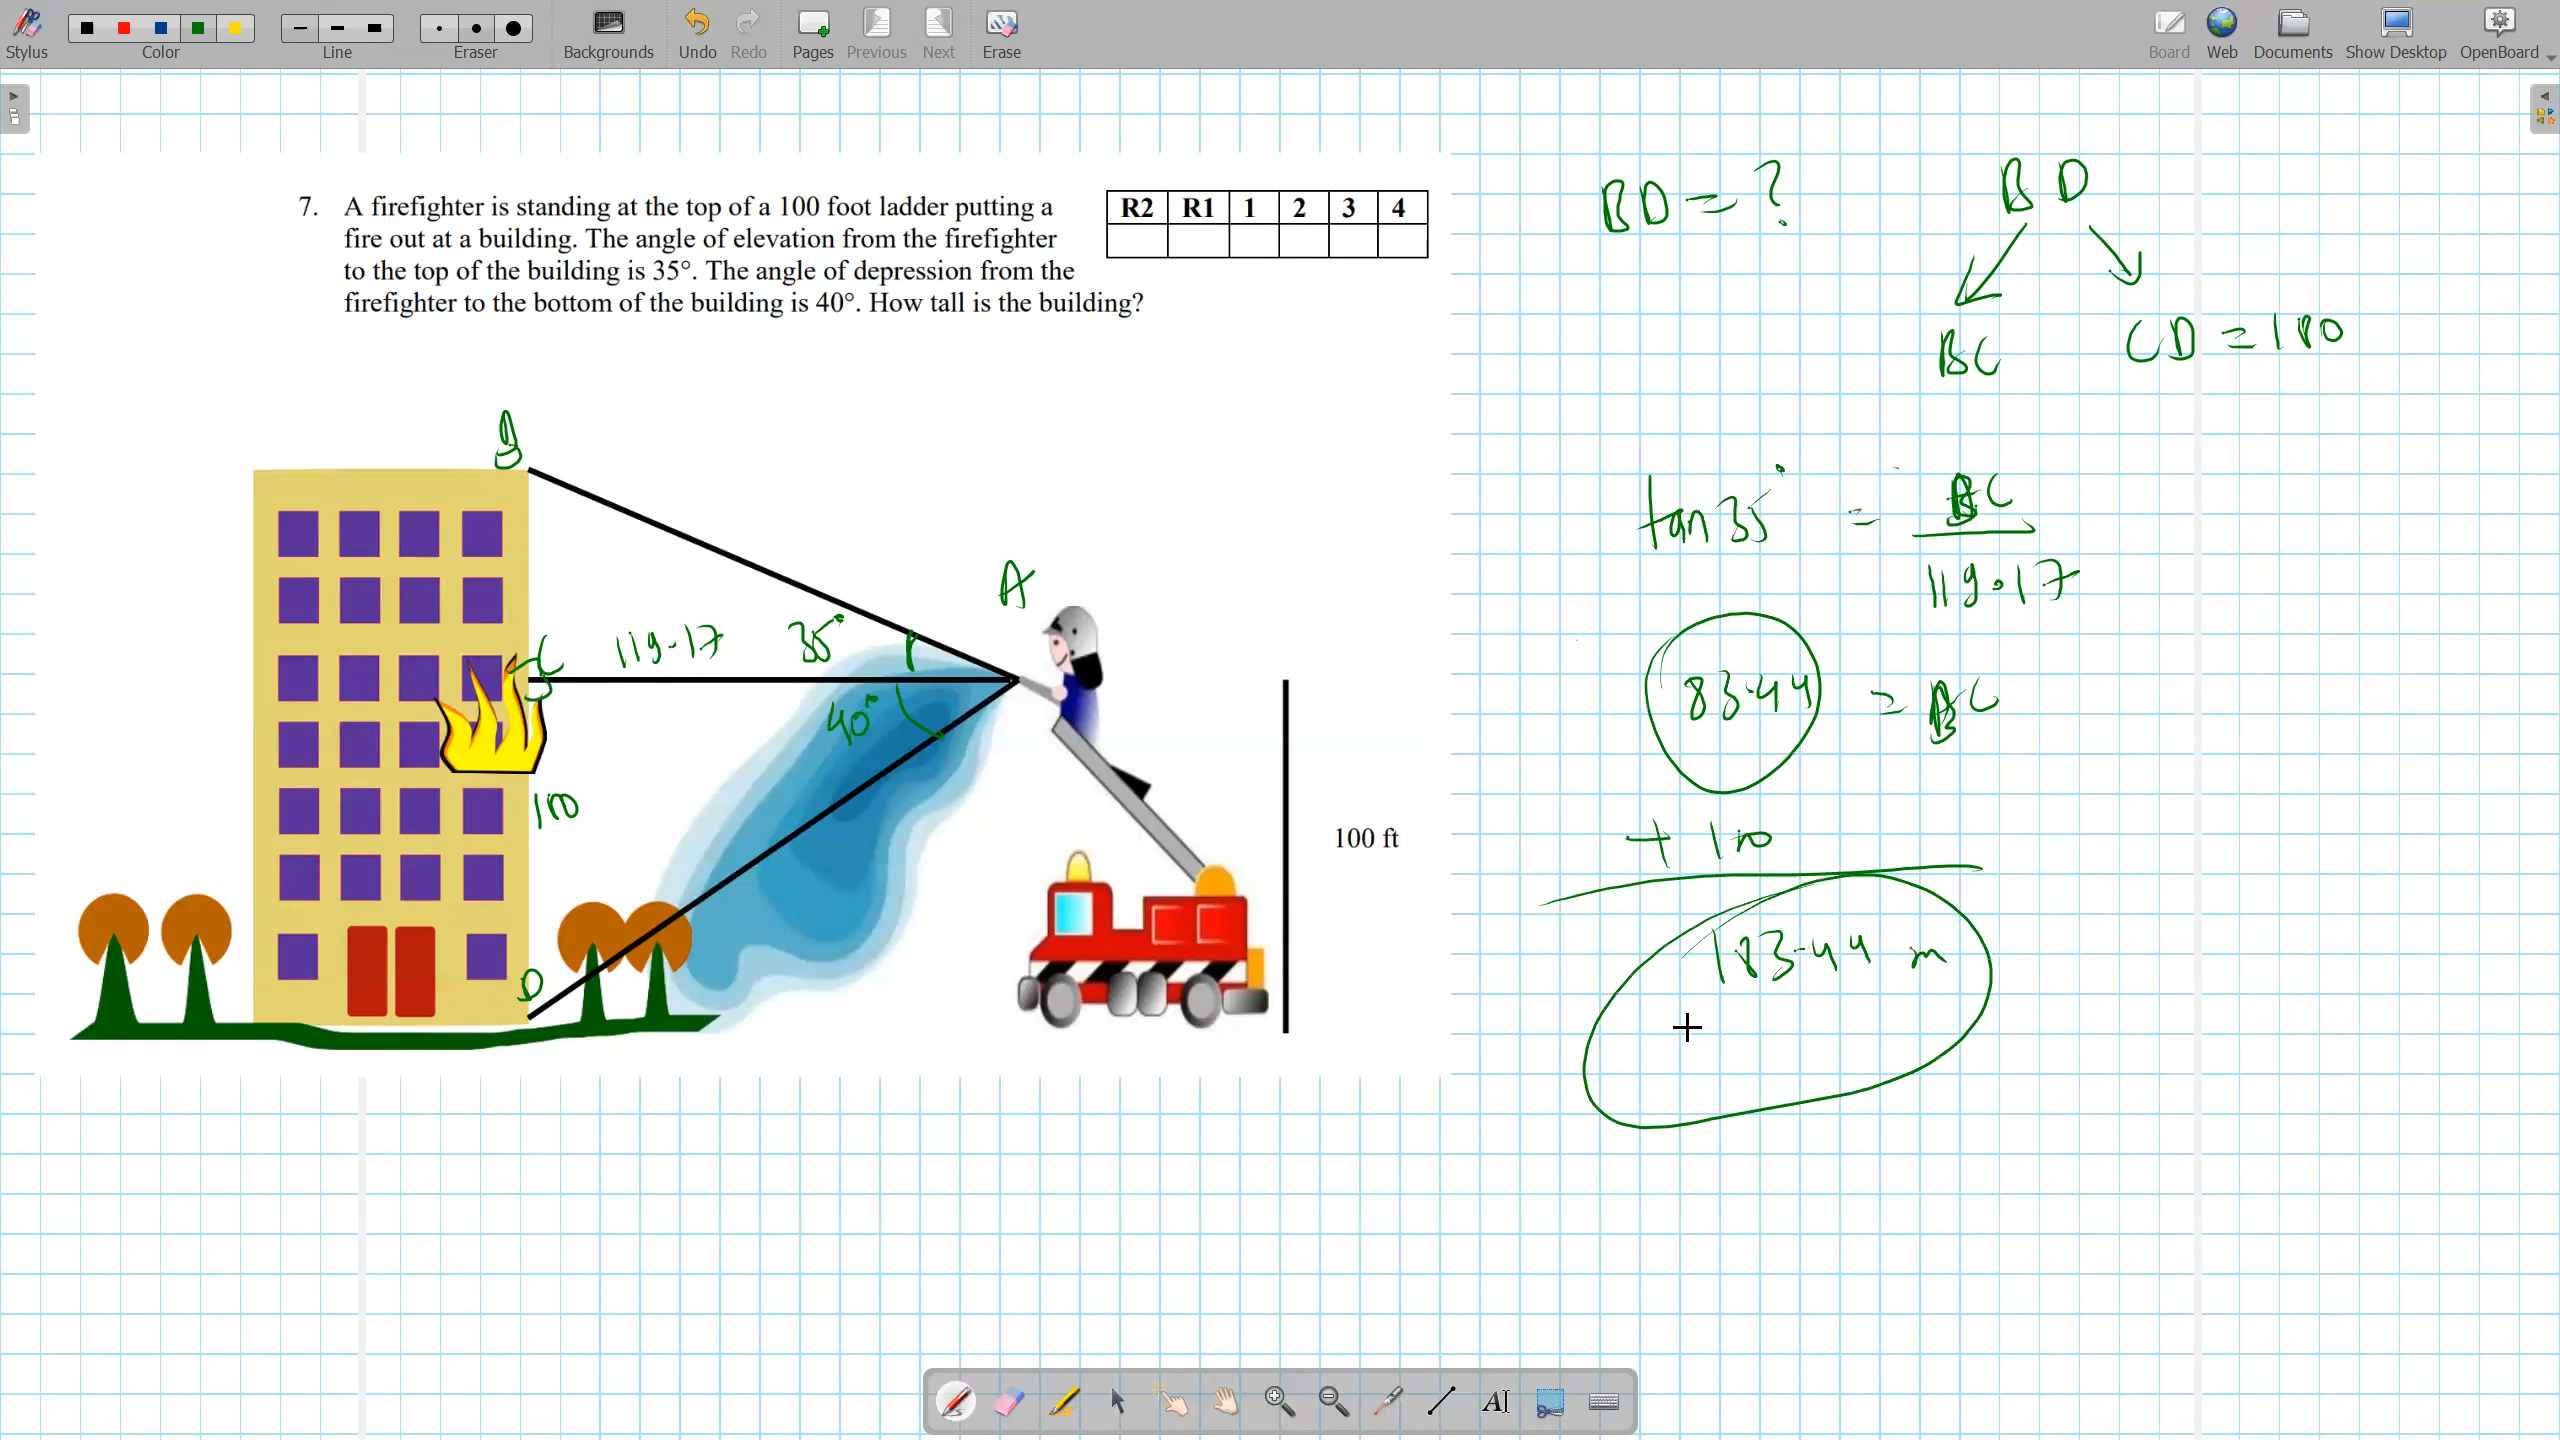 Stylus Color Line Eraser Backgrounds Undo Redo Pages Previous Next Erase Board Web Documents Show Desktop OpenBoard
7. A firefighter is standing at the top of a 100 foot ladder putting a
fire out at a building. The angle of elevation from the firefighter
to the top of the building is 35°. The angle of depression from the
firefighter to the bottom of the building is 40°. How tall is the building?
R2 R1 1 2 3 4
B
A
C 119.17 35°
40°
100
D
100 ft
BD = ?
BD
BC CD = 100
tan 35° = BC
119.17
83.44 = BC
+ 100
183.44 m
AI